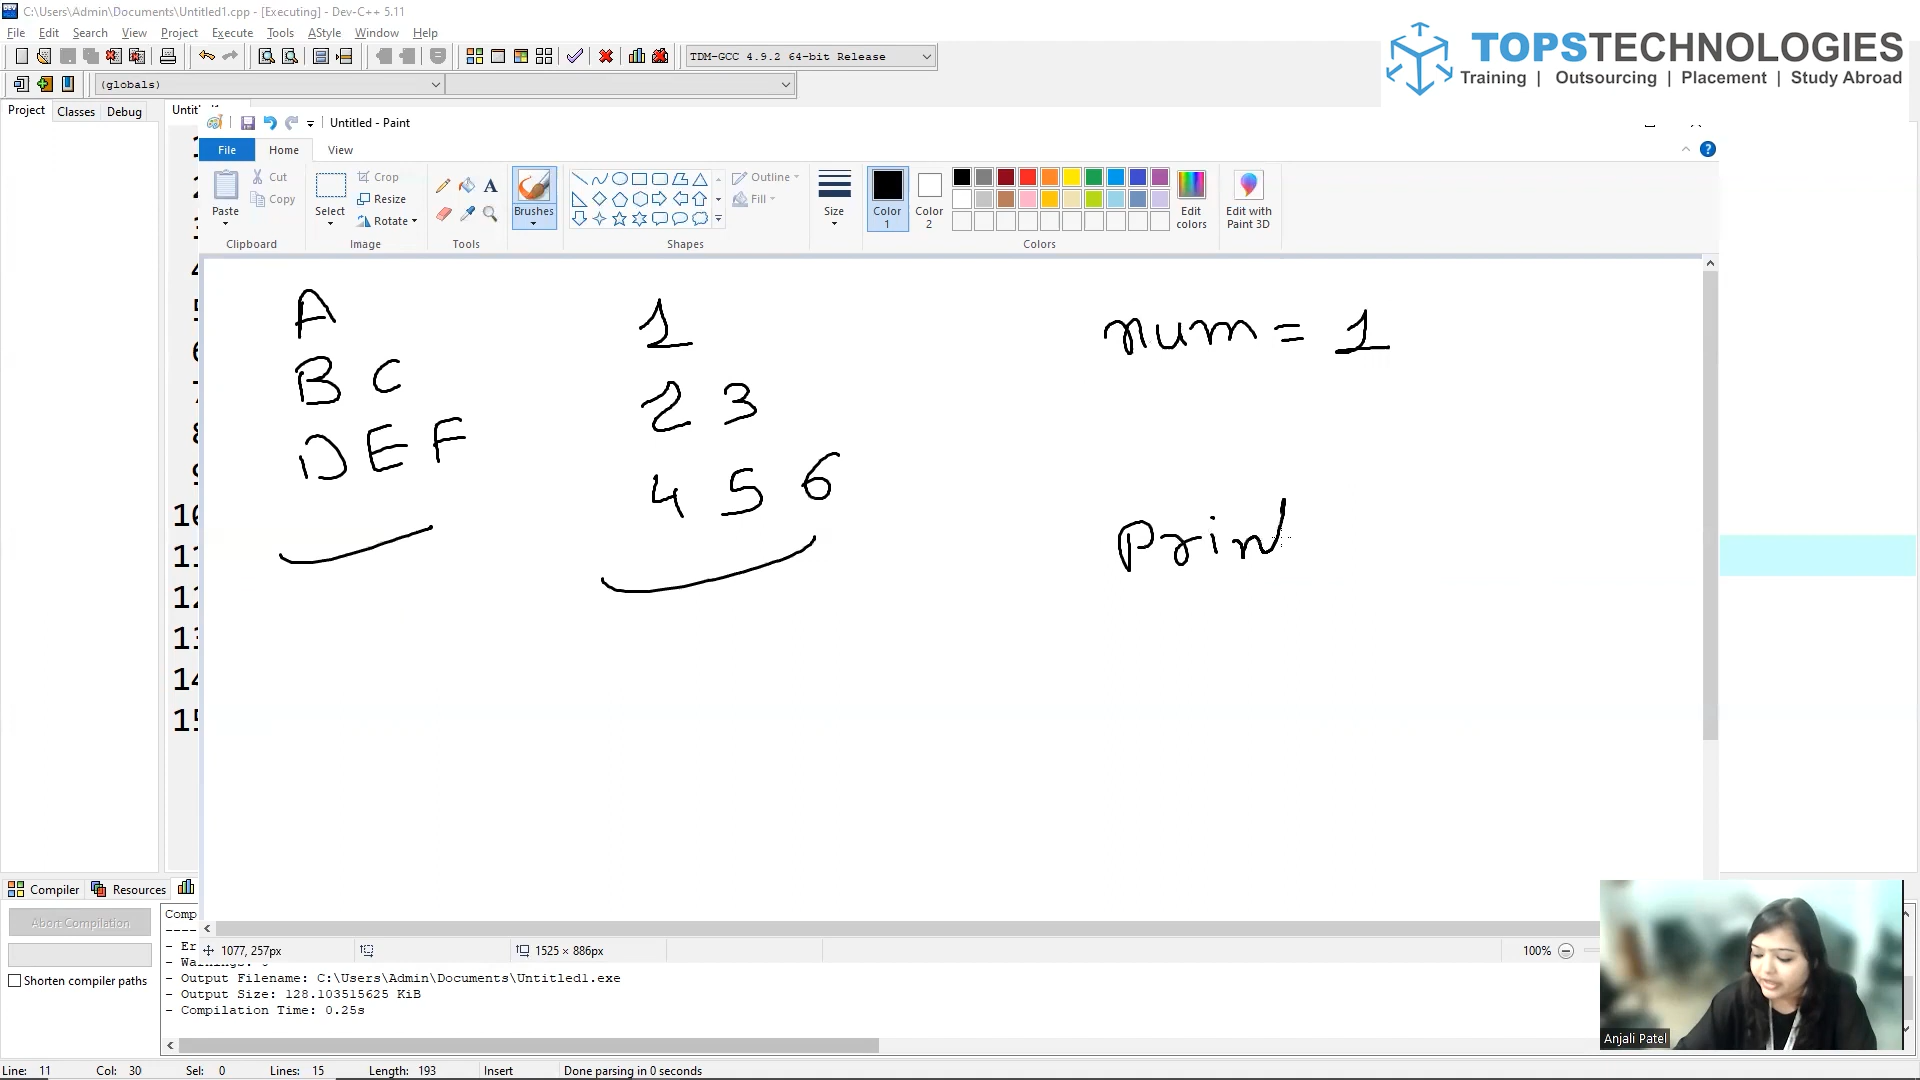 C:\Users\Admin\Documents\Untitled1.cpp - [Executing] - Dev-C++ 5.11
File Edit Search View Project Execute Tools AStyle Window Help
TDM-GCC 4.9.2 64-bit Release
TOPSTECHNOLOGIES
Training | Outsourcing | Placement | Study Abroad
(globals)
Project Classes Debug
Untitled - Paint
File Home View
Paste
Cut
Copy
Clipboard
Select
Crop
Resize
Rotate
Image
A
Tools
Brushes
Shapes
Outline
Fill
Size
Color 1
Color 2
Colors
Edit colors
Edit with Paint 3D
A
B C
D E F
1
2 3
4 5 6
num = 1
Print
10
11
12
13
14
15
1077, 257px
1525 × 886px
100%
Compiler Resources
Abort Compilation
Shorten compiler paths
- Output Filename: C:\Users\Admin\Documents\Untitled1.exe
- Output Size: 128.103515625 KiB
- Compilation Time: 0.25s
Anjali Patel
Line: 11 Col: 30 Sel: 0 Lines: 15 Length: 193 Insert Done parsing in 0 seconds